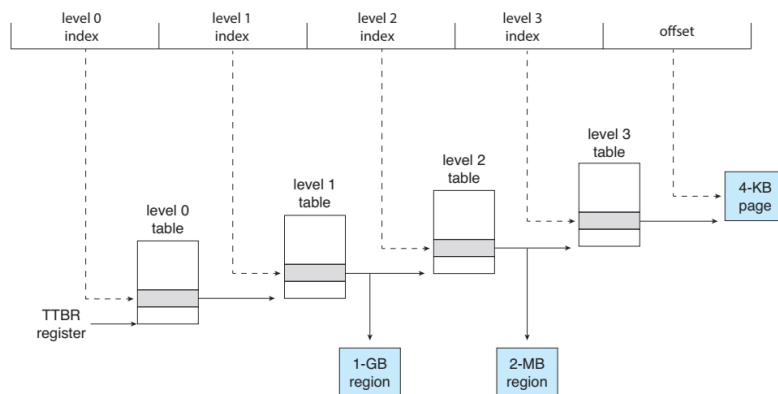 level 0
index
level 1
index
level 2
index
level 3
index
offset
level 3
table
level 2
table
4-KB
page
level 1
table
level 0
table
TTBR
register
1-GB
region
2-MB
region